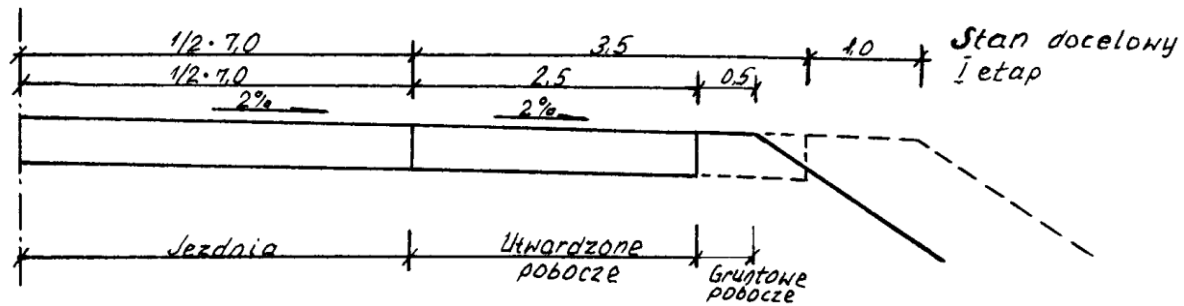 1/2·7,0 3,5 1,0 Stan docelowy
1/2·7,0 2,5 0,5 I etap
2% 2%
Jezdnia Utwardzone
pobocze Gruntowe
pobocze